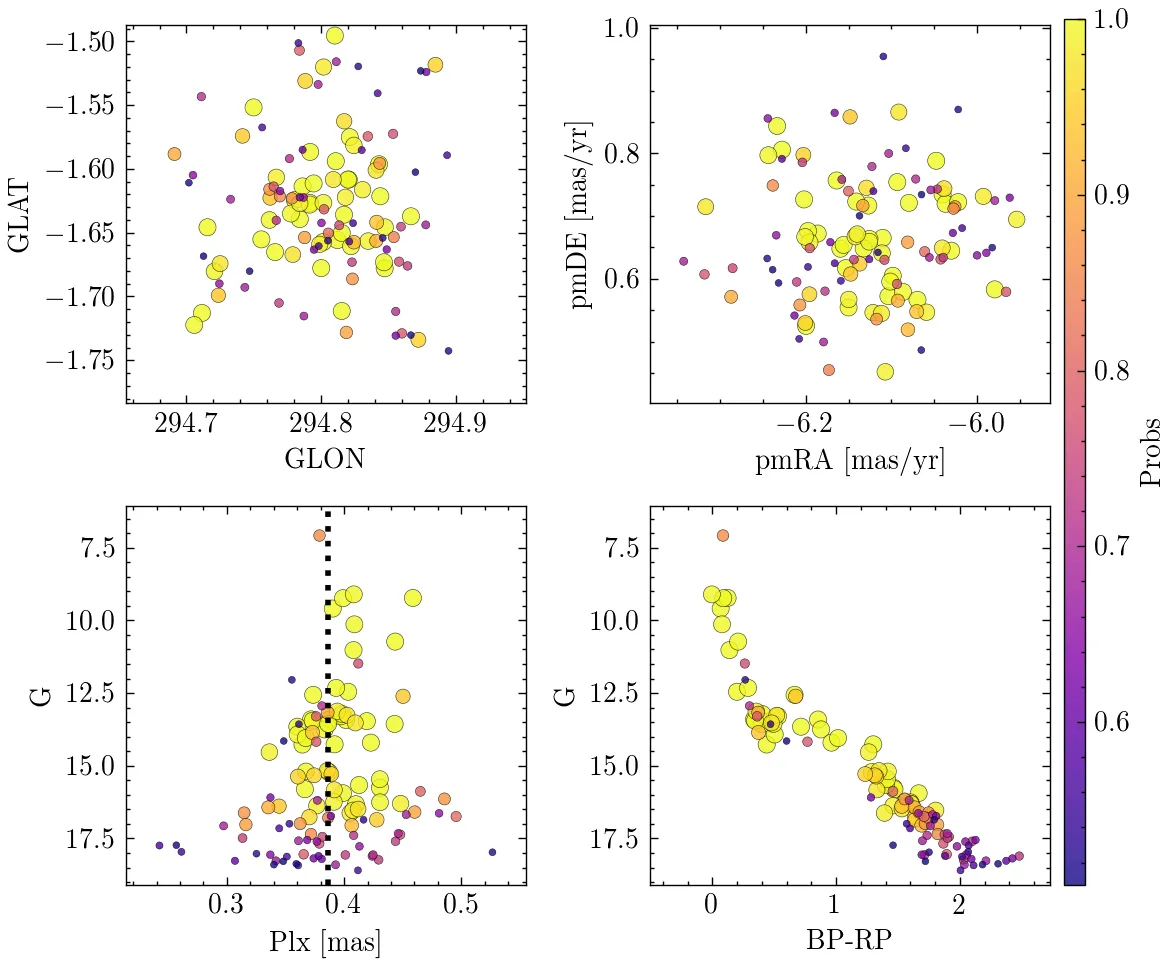 −1.50
−1.55
−1.60
−1.65
−1.70
−1.75
GLAT
294.7 294.8 294.9
GLON
1.0
0.8
0.6
pmDE [mas/yr]
−6.2 −6.0
pmRA [mas/yr]
7.5
10.0
12.5
15.0
17.5
G
0.3 0.4 0.5
Plx [mas]
7.5
10.0
12.5
15.0
17.5
G
0 1 2
BP-RP
1.0
0.9
0.8
0.7
0.6
Probs